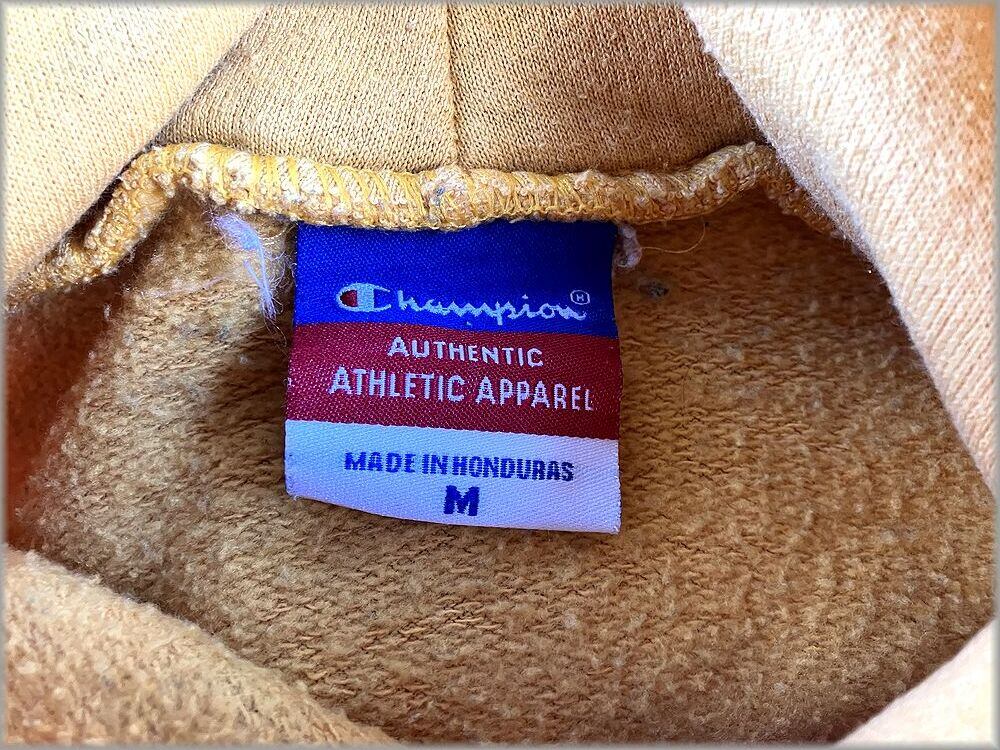 Champion®
AUTHENTIC
ATHLETIC APPAREL
MADE IN HONDURAS
M